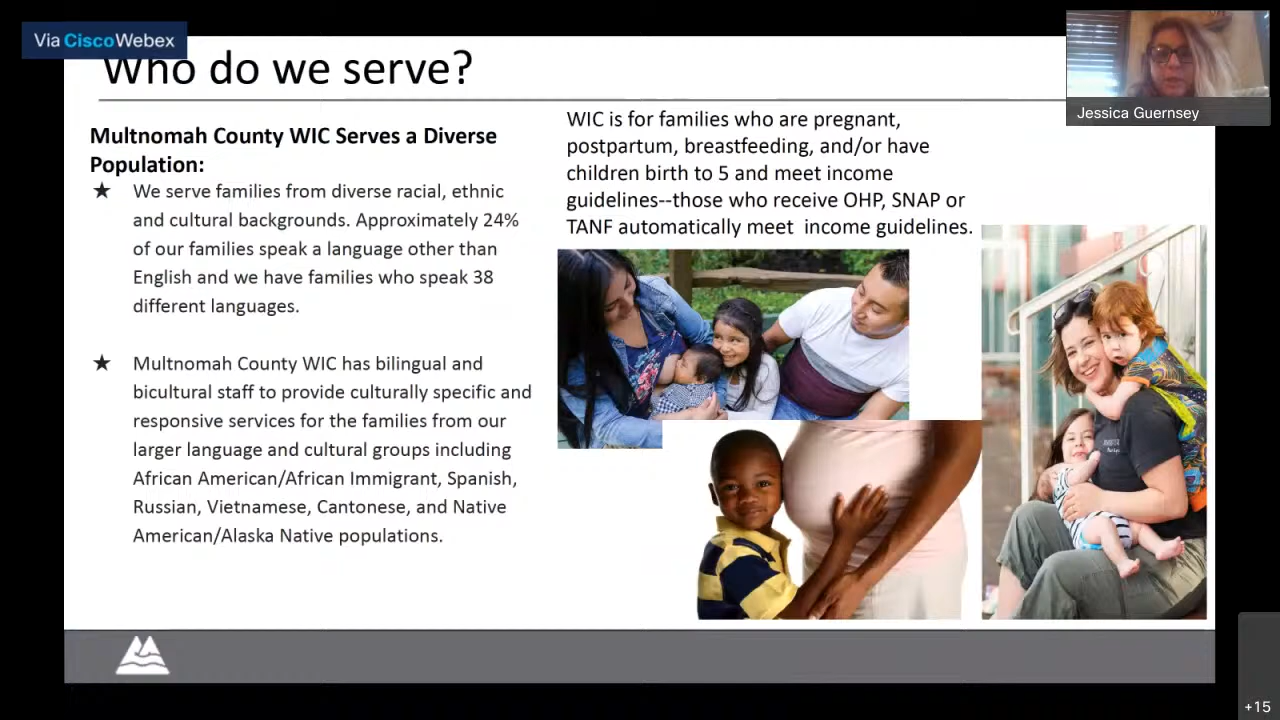 Via CiscoWebex
Who do we serve?
Jessica Guernsey
Multnomah County WIC Serves a Diverse
Population:
★ We serve families from diverse racial, ethnic
and cultural backgrounds. Approximately 24%
of our families speak a language other than
English and we have families who speak 38
different languages.
★ Multnomah County WIC has bilingual and
bicultural staff to provide culturally specific and
responsive services for the families from our
larger language and cultural groups including
African American/African Immigrant, Spanish,
Russian, Vietnamese, Cantonese, and Native
American/Alaska Native populations.
WIC is for families who are pregnant,
postpartum, breastfeeding, and/or have
children birth to 5 and meet income
guidelines--those who receive OHP, SNAP or
TANF automatically meet income guidelines.
+15